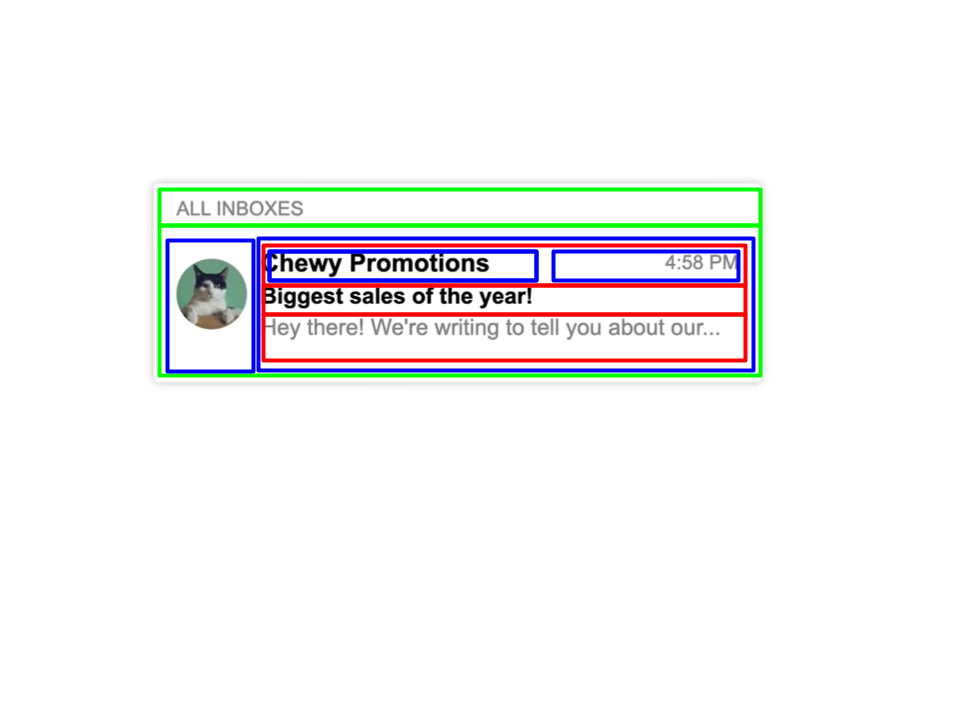 ALL INBOXES
Chewy Promotions 4:58 PM
Biggest sales of the year!
Hey there! We're writing to tell you about our...